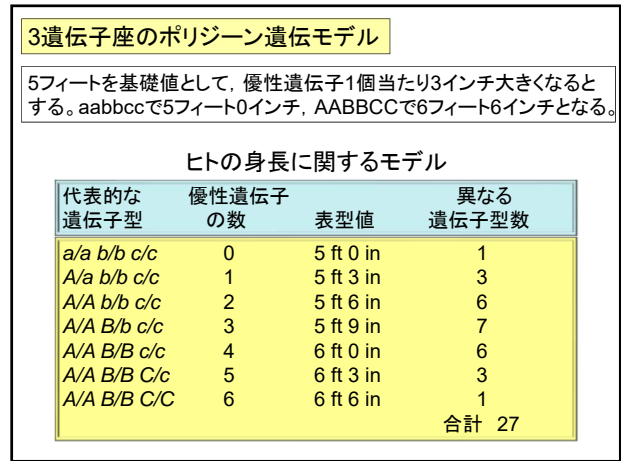 3遺伝子座のポリジーン遺伝モデル
5フィートを基礎値として，優性遺伝子1個当たり3インチ大きくなると
する。aabbccで5フィート0インチ，AABBCCで6フィート6インチとなる。
ヒトの身長に関するモデル
代表的な 優性遺伝子 異なる
遺伝子型 の数 表型値 遺伝子型数
a/a b/b c/c 0 5 ft 0 in 1
A/a b/b c/c 1 5 ft 3 in 3
A/A b/b c/c 2 5 ft 6 in 6
A/A B/b c/c 3 5 ft 9 in 7
A/A B/B c/c 4 6 ft 0 in 6
A/A B/B C/c 5 6 ft 3 in 3
A/A B/B C/C 6 6 ft 6 in 1
合計 27